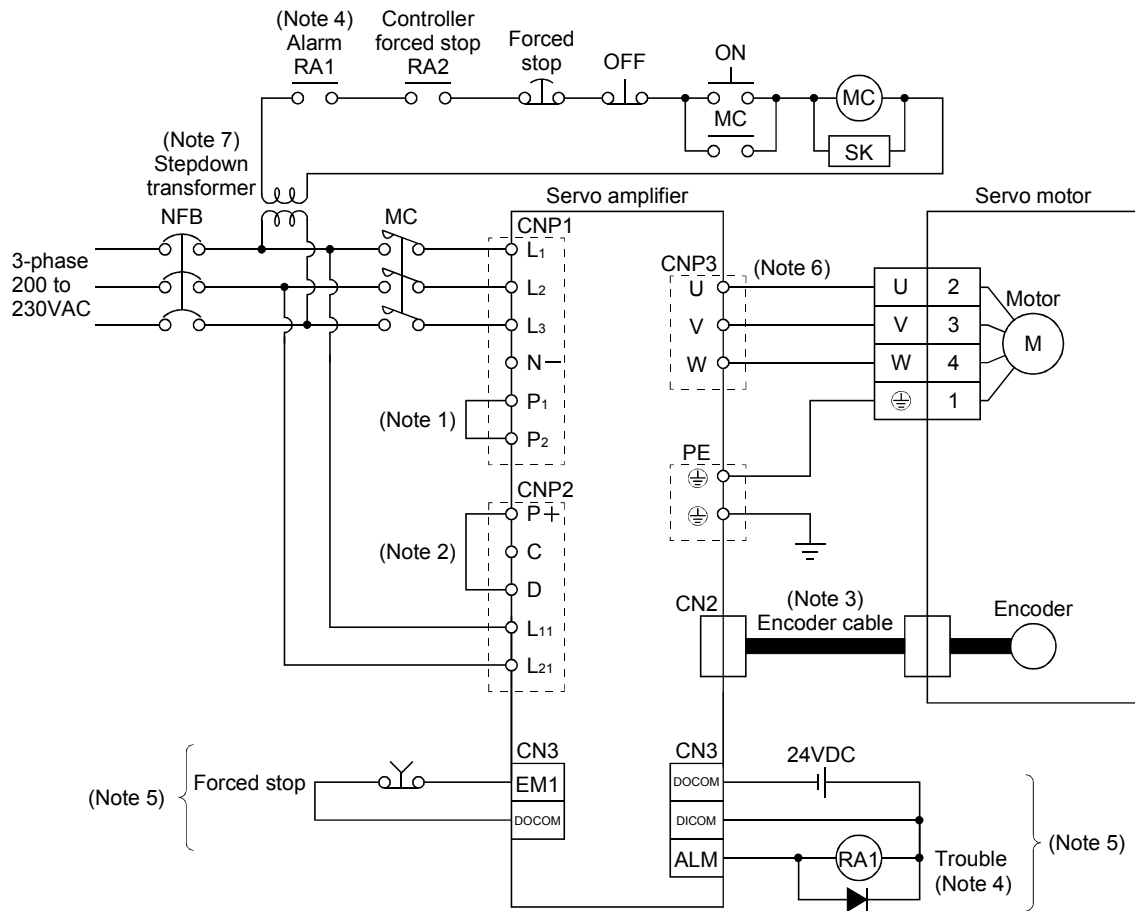 (Note 4)
Alarm
RA1
Controller
forced stop
RA2
Forced
stop
OFF
ON
MC
MC
SK
(Note 7)
Stepdown
transformer
NFB
MC
3-phase
200 to
230VAC
Servo amplifier
Servo motor
CNP1
L1
L2
L3
N−
P1
P2
(Note 1)
CNP2
P+
C
D
L11
L21
(Note 2)
CNP3
U
V
W
(Note 6)
U 2
V 3
W 4
1
Motor
M
PE
CN2
(Note 3)
Encoder cable
Encoder
(Note 5)
Forced stop
CN3
EM1
DOCOM
CN3
DOCOM
DICOM
ALM
24VDC
RA1
Trouble
(Note 4)
(Note 5)